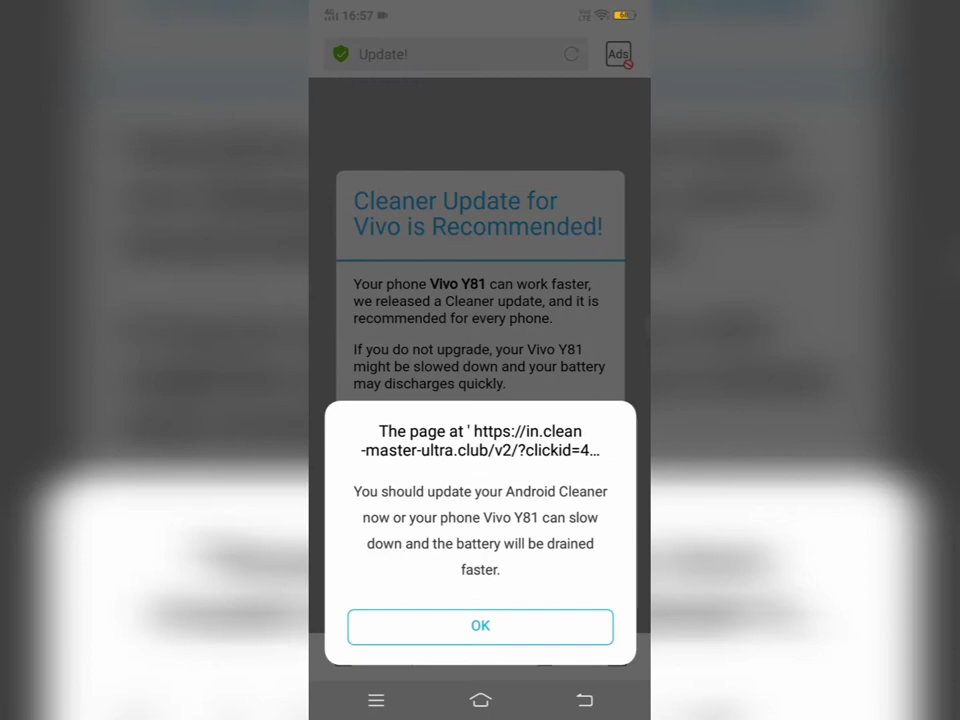 4G 16:57 VoLTE
Update!
Ads
Cleaner Update for
Vivo is Recommended!
Your phone Vivo Y81 can work faster,
we released a Cleaner update, and it is
recommended for every phone.
If you do not upgrade, your Vivo Y81
might be slowed down and your battery
may discharges quickly.
The page at ' https://in.clean
-master-ultra.club/v2/?clickid=4...
You should update your Android Cleaner
now or your phone Vivo Y81 can slow
down and the battery will be drained
faster.
OK